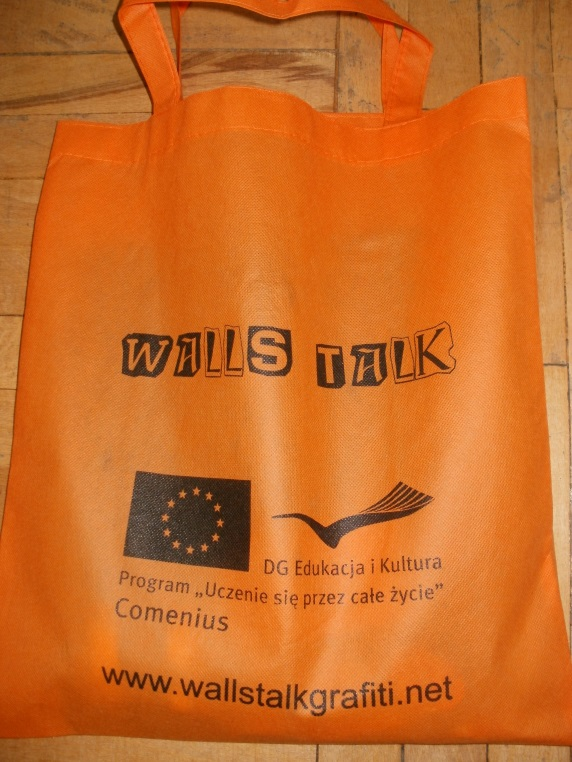 WALLS TALK
DG Edukacja i Kultura
Program „Uczenie się przez całe życie”
Comenius
www.wallstalkgrafiti.net